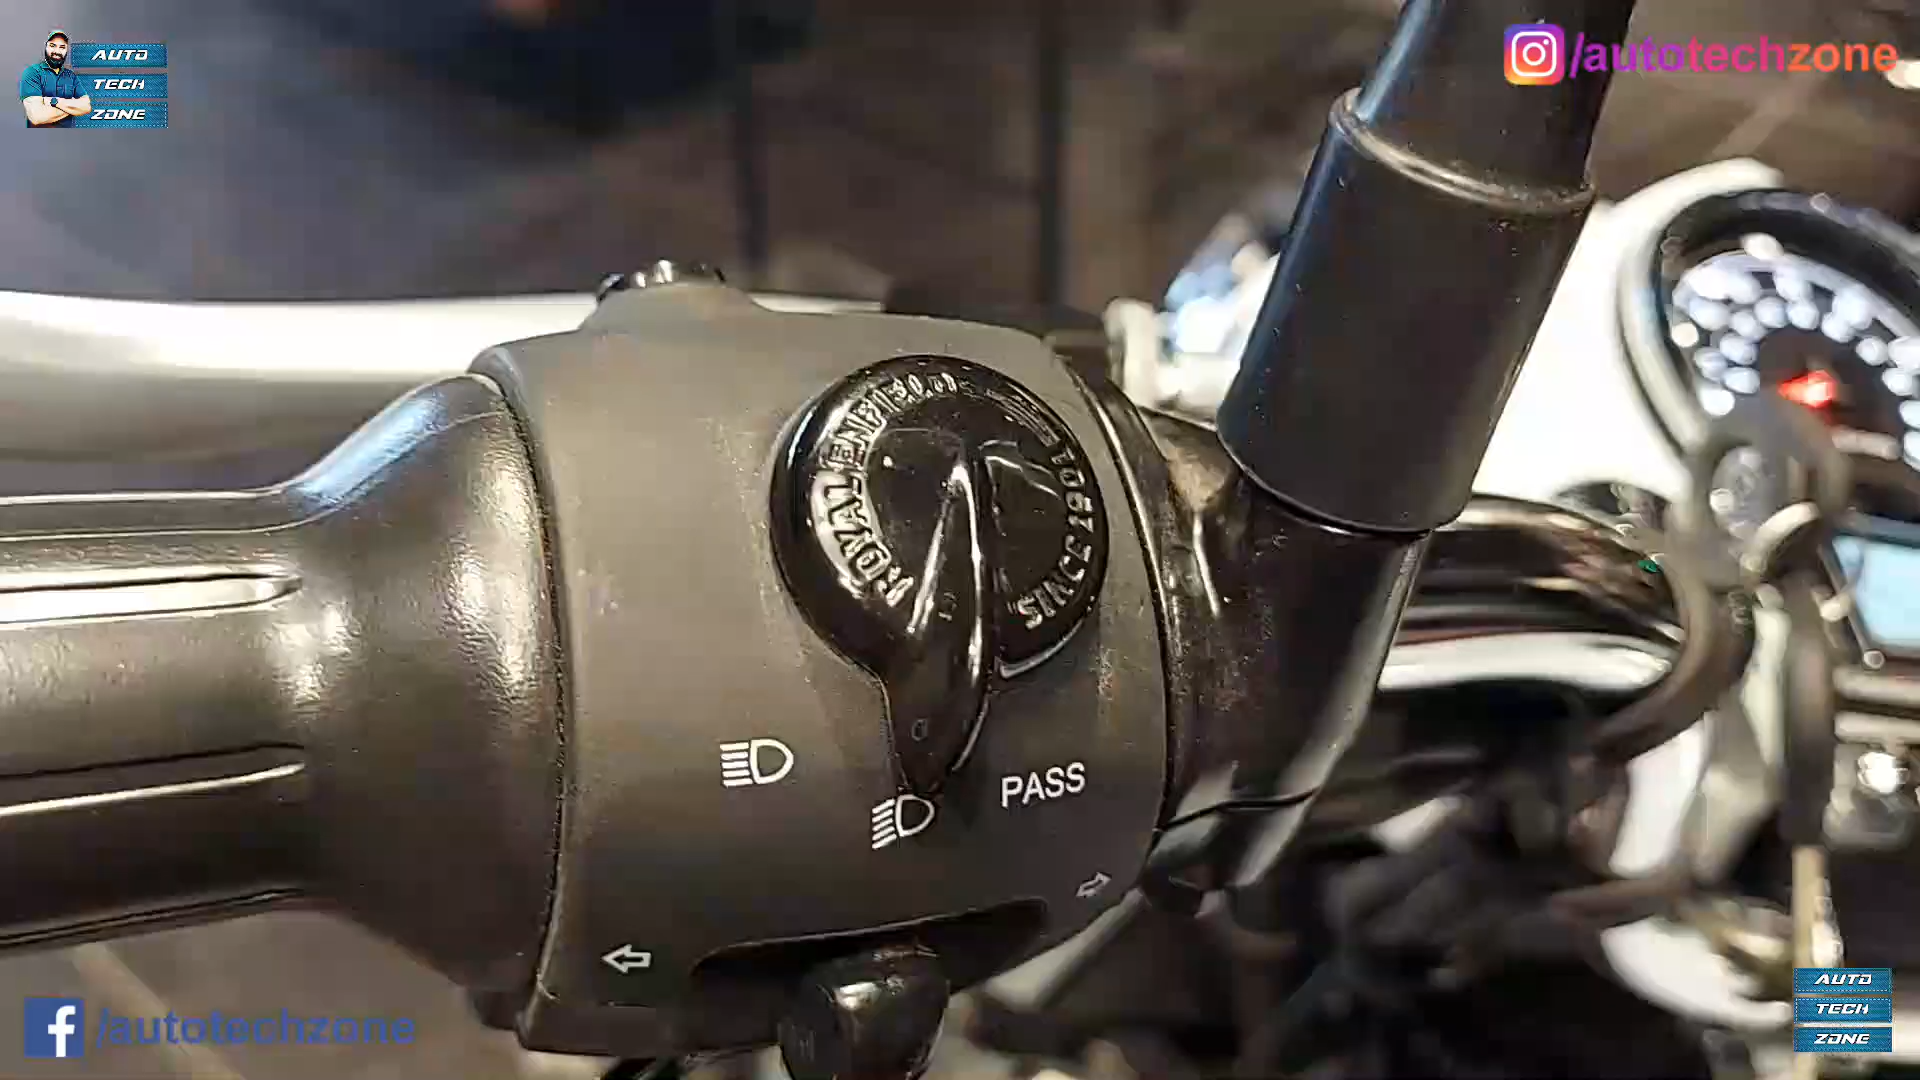 AUTO
TECH
ZONE
/autotechzone
ROYAL ENFIELD
SINCE 1901
PASS
/autotechzone
AUTO
TECH
ZONE